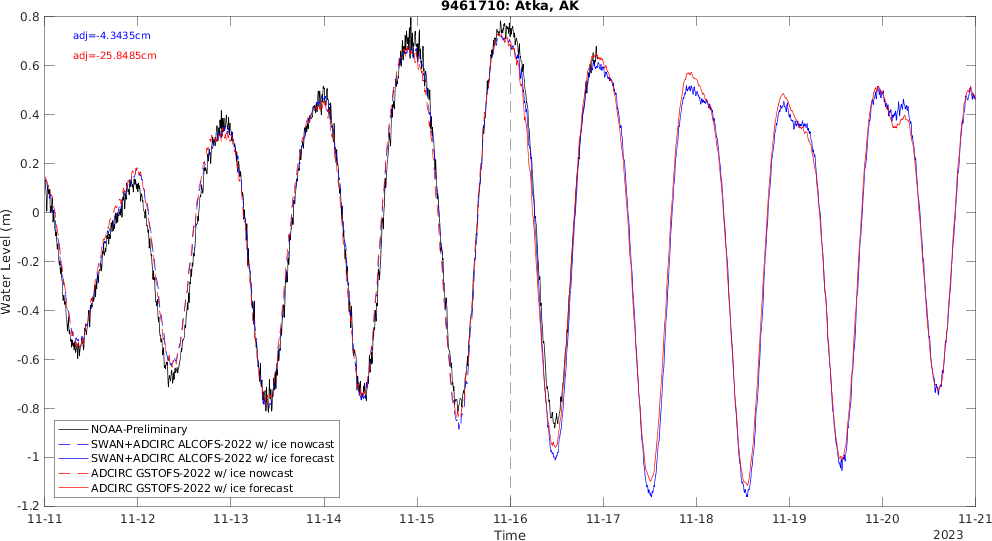 9461710: Atka, AK
adj=-4.3435cm
adj=-25.8485cm
0.8
0.6
0.4
0.2
0
-0.2
-0.4
-0.6
-0.8
-1
-1.2
Water Level (m)
NOAA-Preliminary
SWAN+ADCIRC ALCOFS-2022 w/ ice nowcast
SWAN+ADCIRC ALCOFS-2022 w/ ice forecast
ADCIRC GSTOFS-2022 w/ ice nowcast
ADCIRC GSTOFS-2022 w/ ice forecast
11-11 11-12 11-13 11-14 11-15 11-16 11-17 11-18 11-19 11-20 11-21
Time
2023